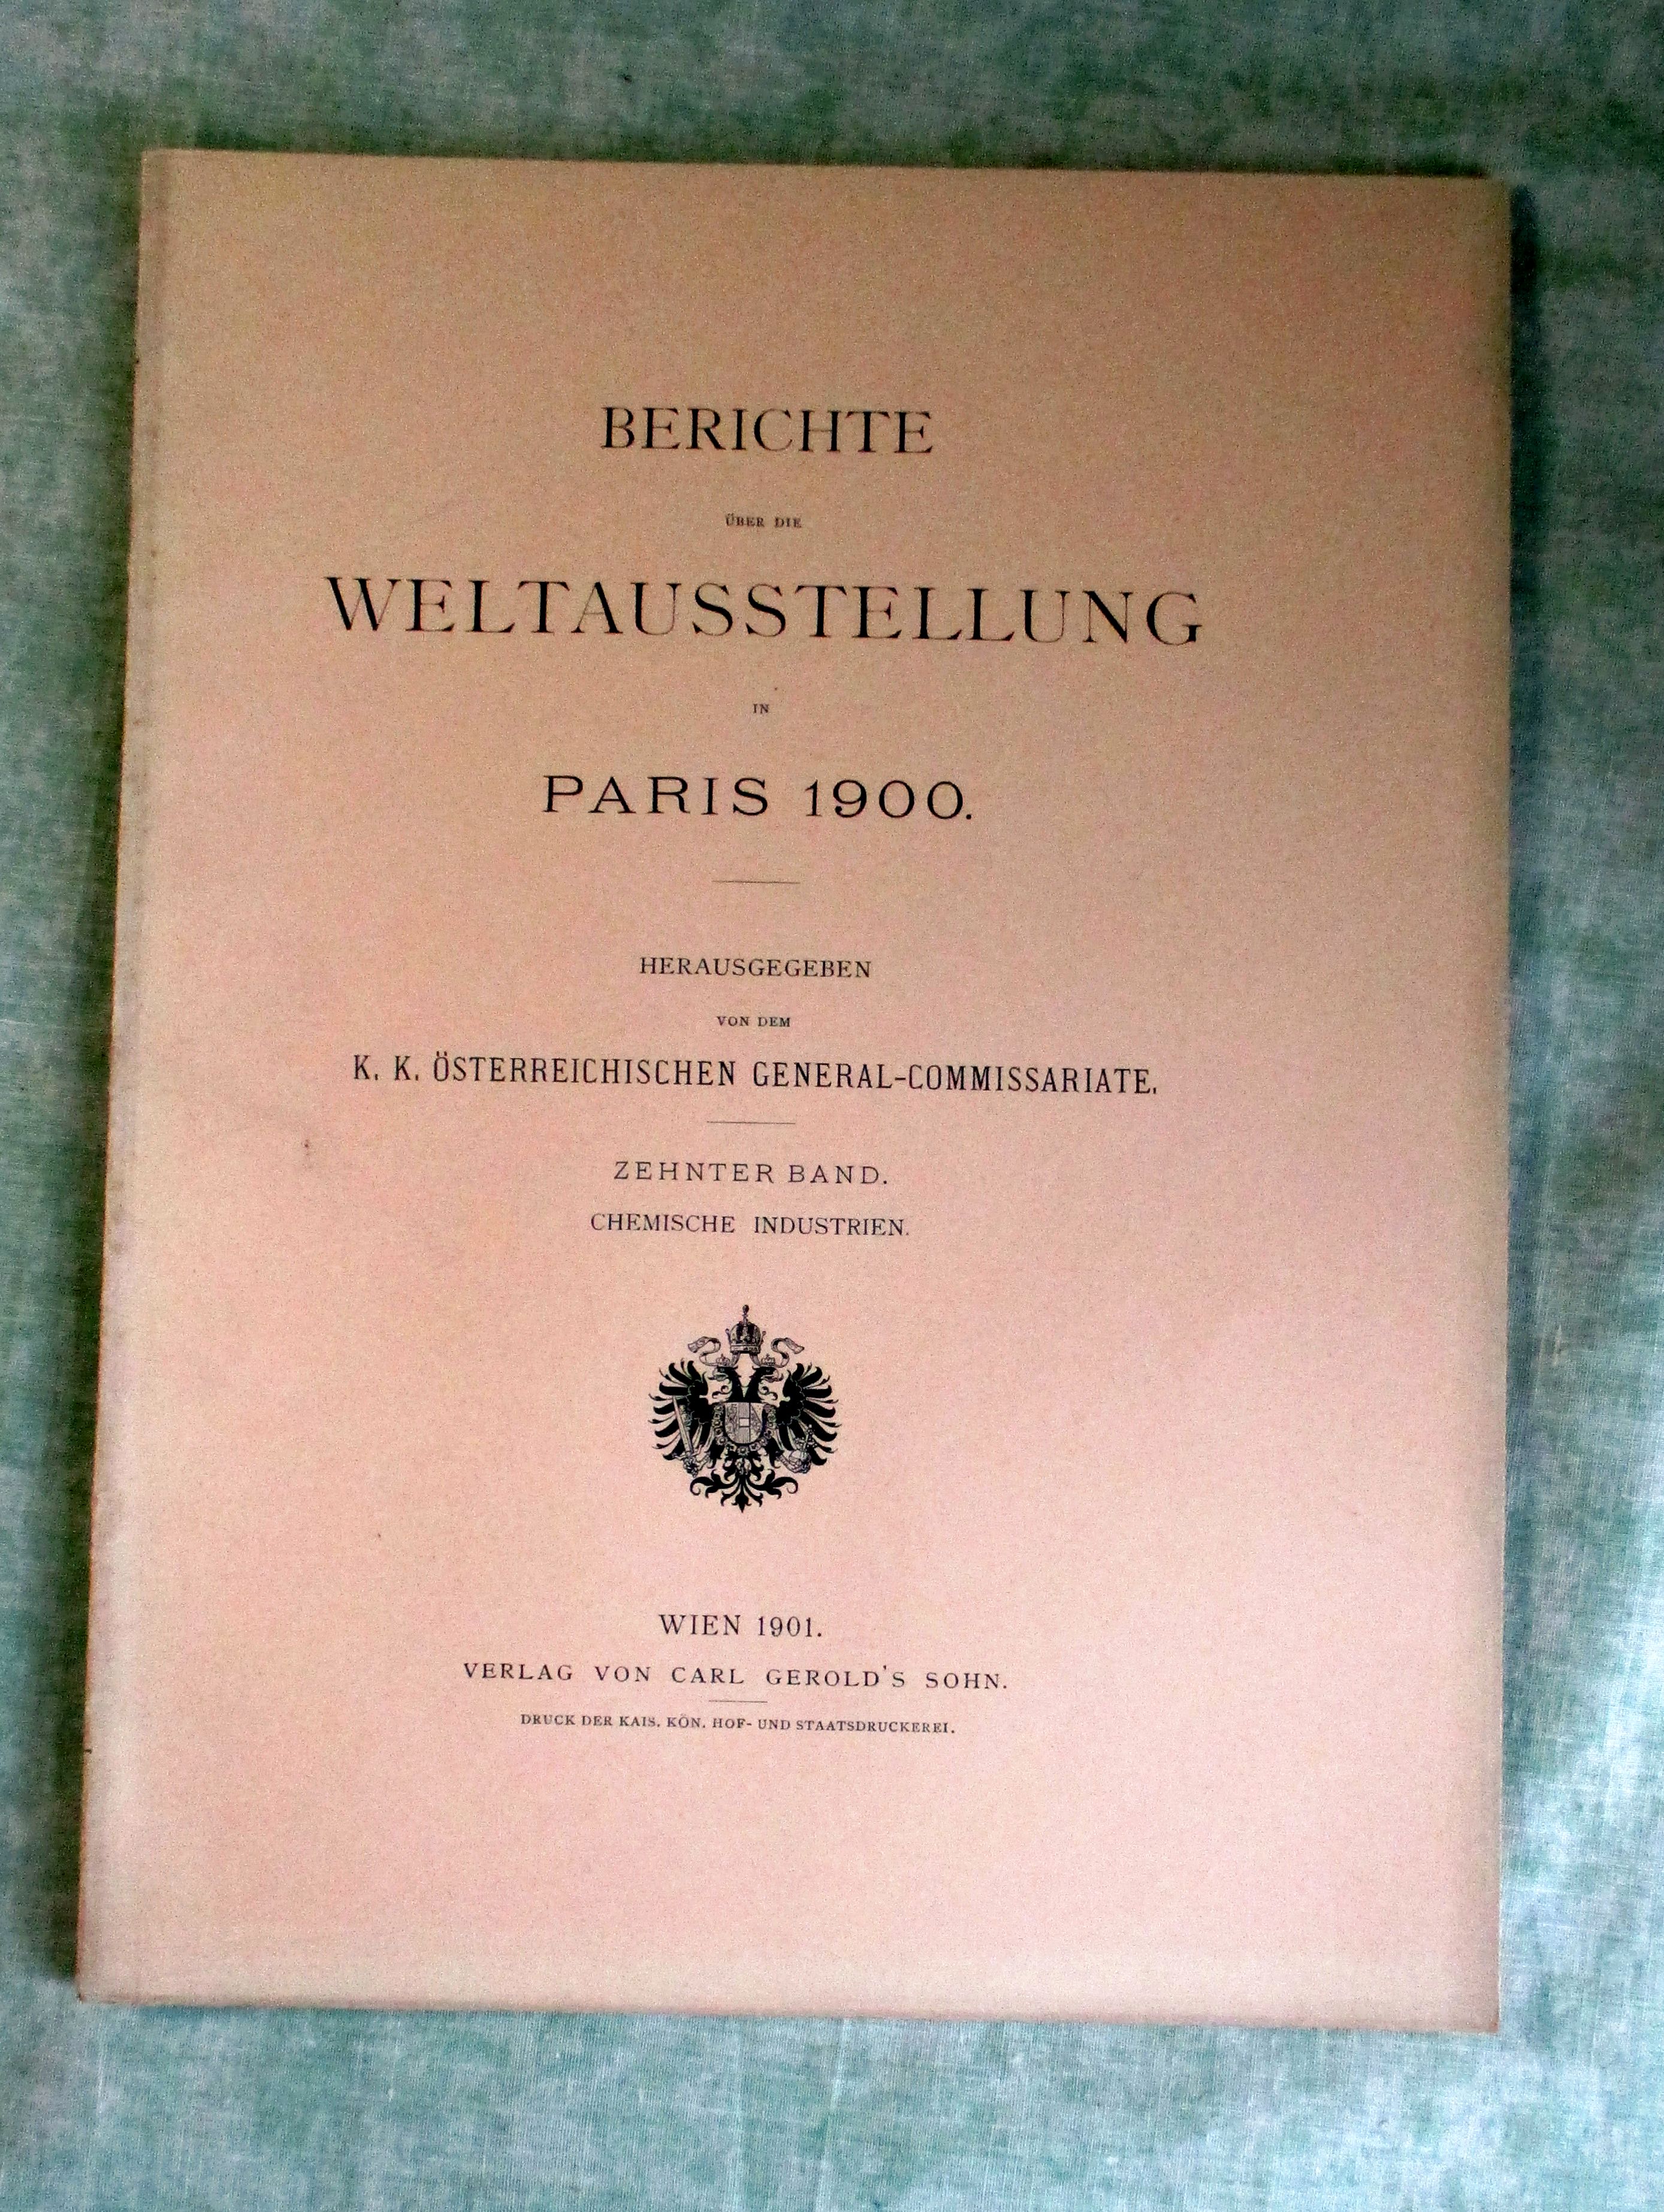 BERICHTE
ÜBER DIE
WELTAUSSTELLUNG
IN
PARIS 1900.
HERAUSGEGEBEN
VON DEM
K. K. ÖSTERREICHISCHEN GENERAL-COMMISSARIATE.
ZEHNTER BAND.
CHEMISCHE INDUSTRIEN.
WIEN 1901.
VERLAG VON CARL GEROLD'S SOHN.
DRUCK DER KAIS. KÖN. HOF- UND STAATSDRUCKEREI.